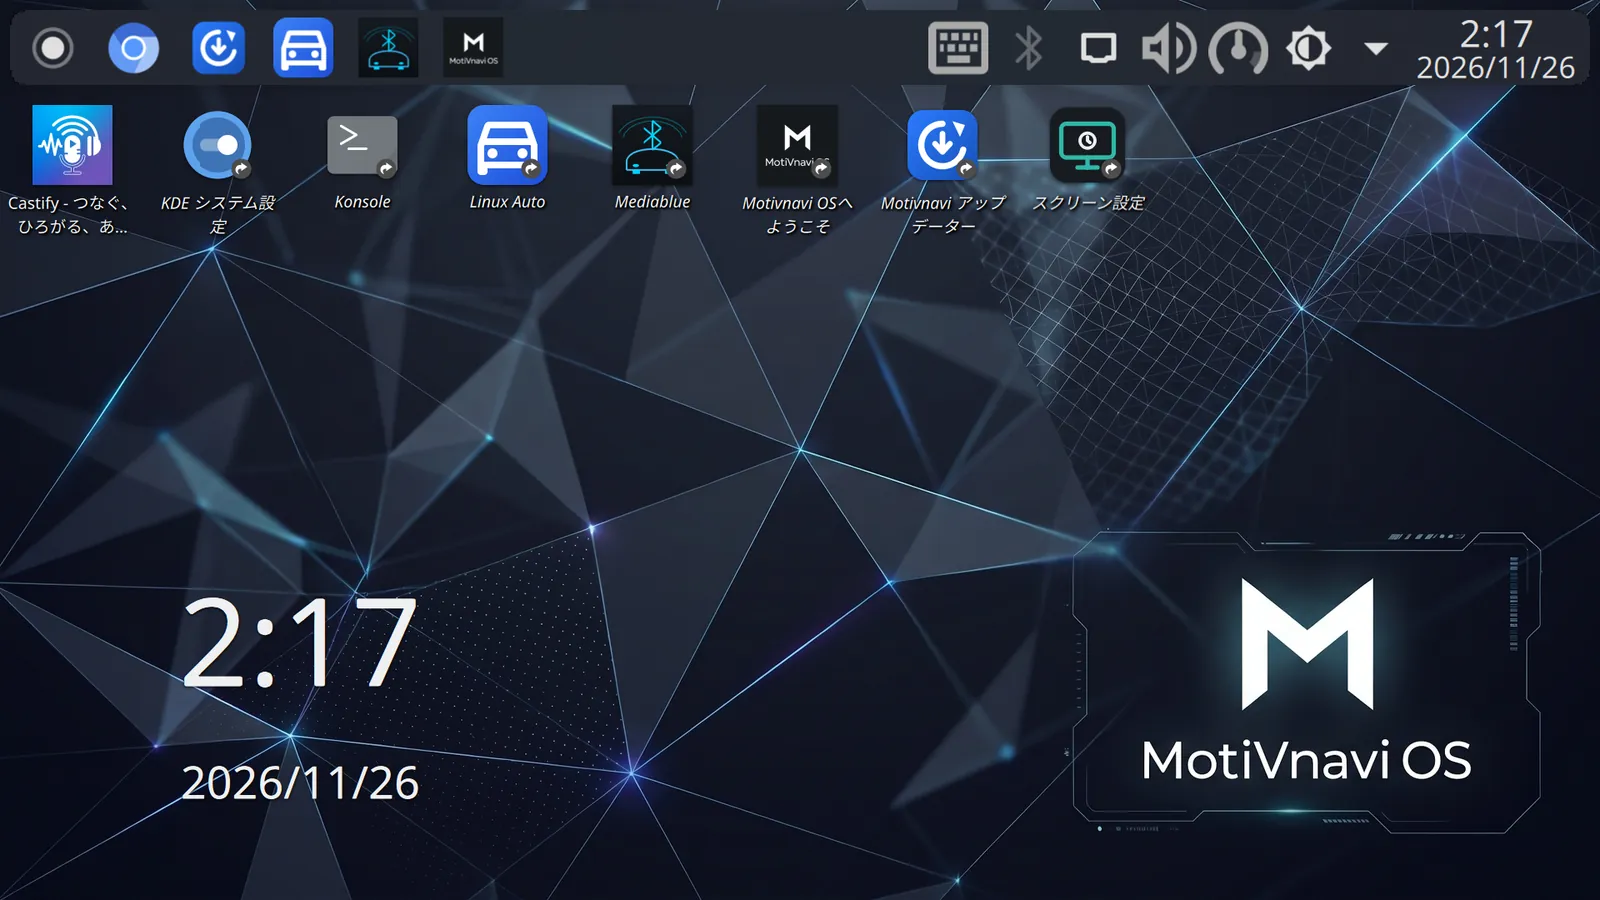 MotiVnavi OS
2:17
2026/11/26
Castify - つなぐ、
ひろがる、あ...
KDE システム設
定
Konsole
Linux Auto
Mediablue
MotiVnavi OS
Motivnavi OSへ
ようこそ
Motivnavi アップ
データー
スクリーン設定
2:17
2026/11/26
MotiVnavi OS